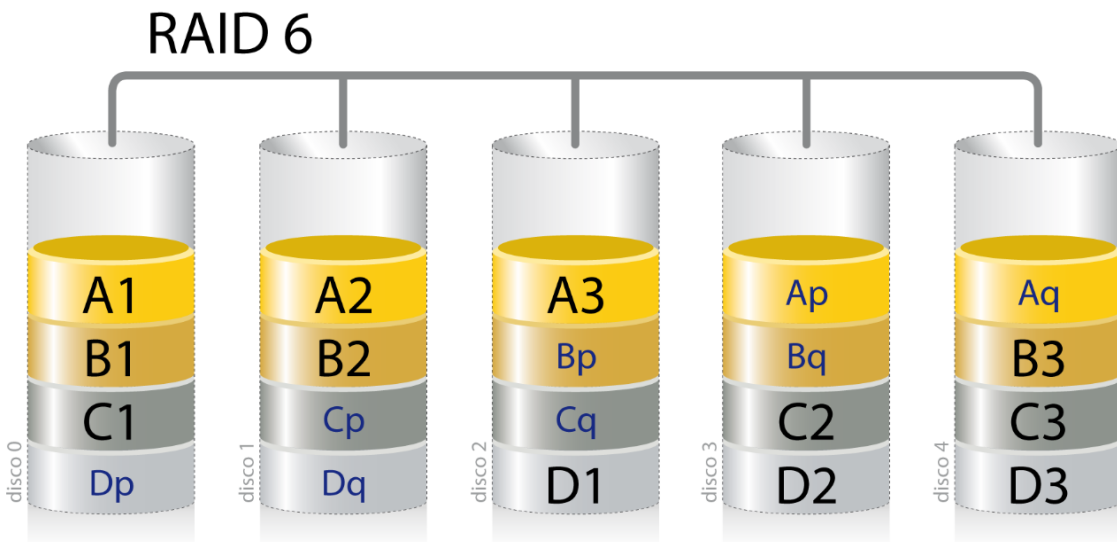 RAID 6
A1 A2 A3 Ap Aq
B1 B2 Bp Bq B3
C1 Cp Cq C2 C3
Dp Dq D1 D2 D3
disco 0 disco 1 disco 2 disco 3 disco 4